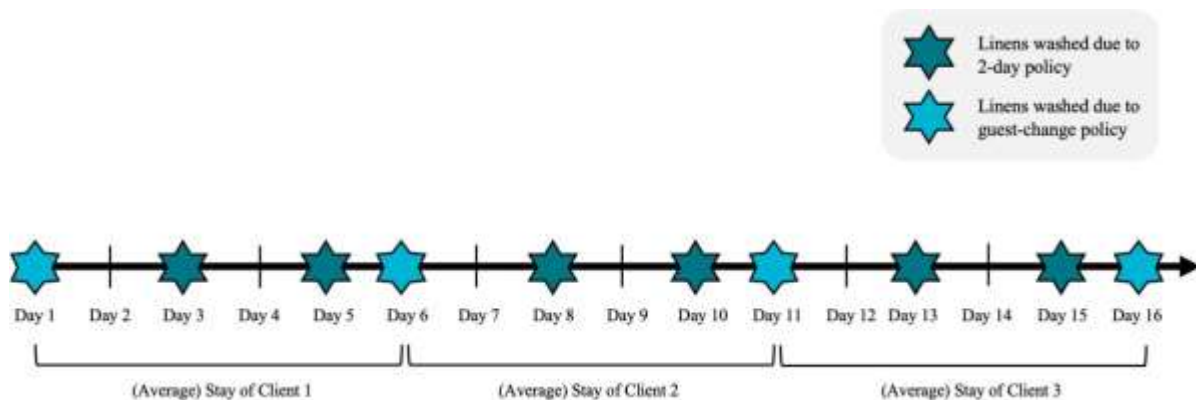 Linens washed due to
2-day policy
Linens washed due to
guest-change policy
Day 1 Day 2 Day 3 Day 4 Day 5 Day 6 Day 7 Day 8 Day 9 Day 10 Day 11 Day 12 Day 13 Day 14 Day 15 Day 16
(Average) Stay of Client 1 (Average) Stay of Client 2 (Average) Stay of Client 3